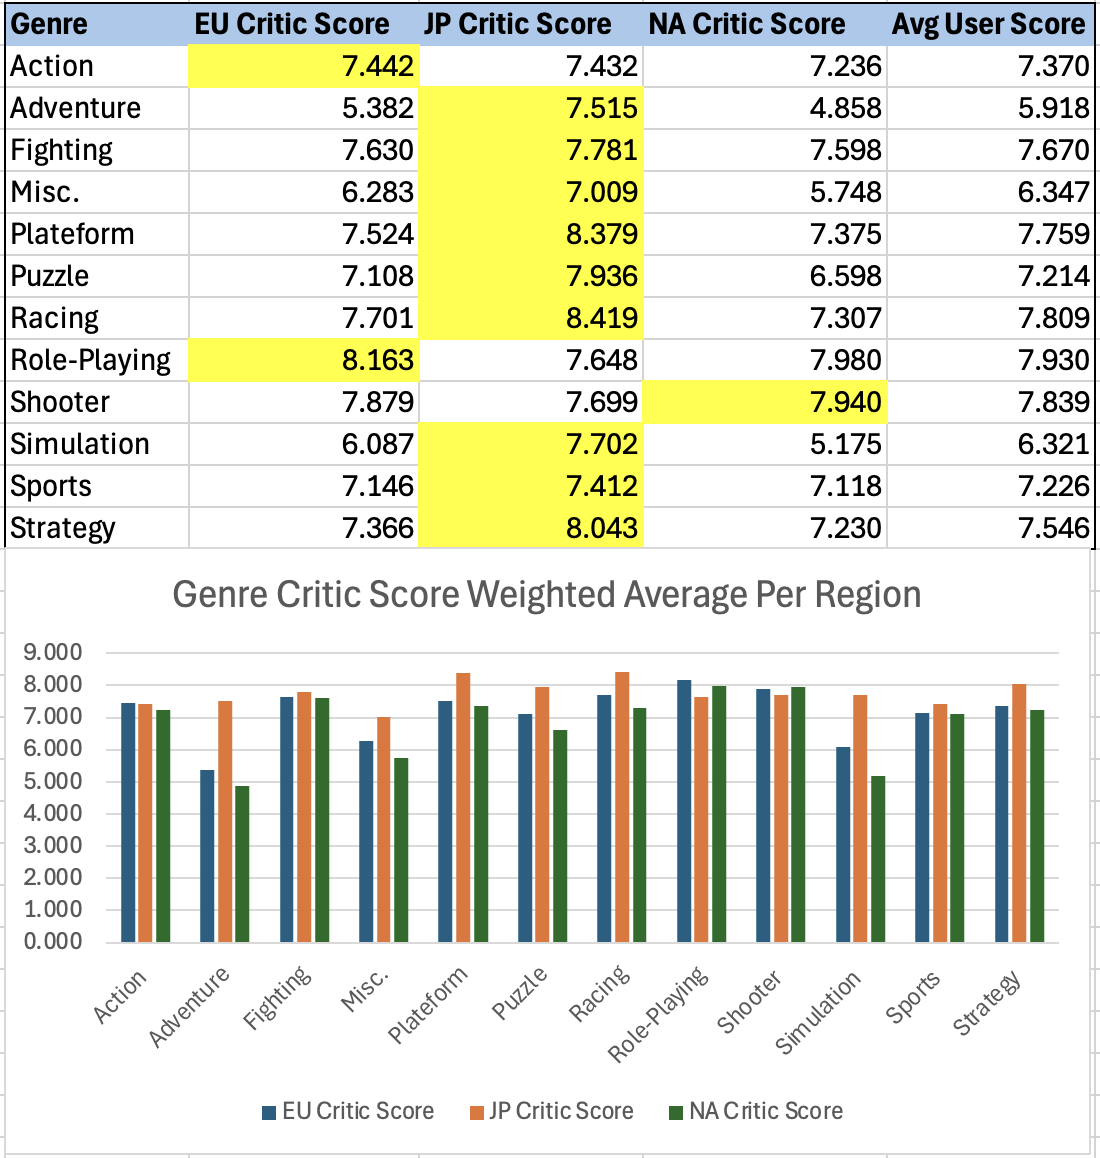 Genre EU Critic Score JP Critic Score NA Critic Score Avg User Score
Action 7.442 7.432 7.236 7.370
Adventure 5.382 7.515 4.858 5.918
Fighting 7.630 7.781 7.598 7.670
Misc. 6.283 7.009 5.748 6.347
Plateform 7.524 8.379 7.375 7.759
Puzzle 7.108 7.936 6.598 7.214
Racing 7.701 8.419 7.307 7.809
Role-Playing 8.163 7.648 7.980 7.930
Shooter 7.879 7.699 7.940 7.839
Simulation 6.087 7.702 5.175 6.321
Sports 7.146 7.412 7.118 7.226
Strategy 7.366 8.043 7.230 7.546
Genre Critic Score Weighted Average Per Region
9.000
8.000
7.000
6.000
5.000
4.000
3.000
2.000
1.000
0.000
Action Adventure Fighting Misc. Plateform Puzzle Racing Role-Playing Shooter Simulation Sports Strategy
EU Critic Score JP Critic Score NA Critic Score